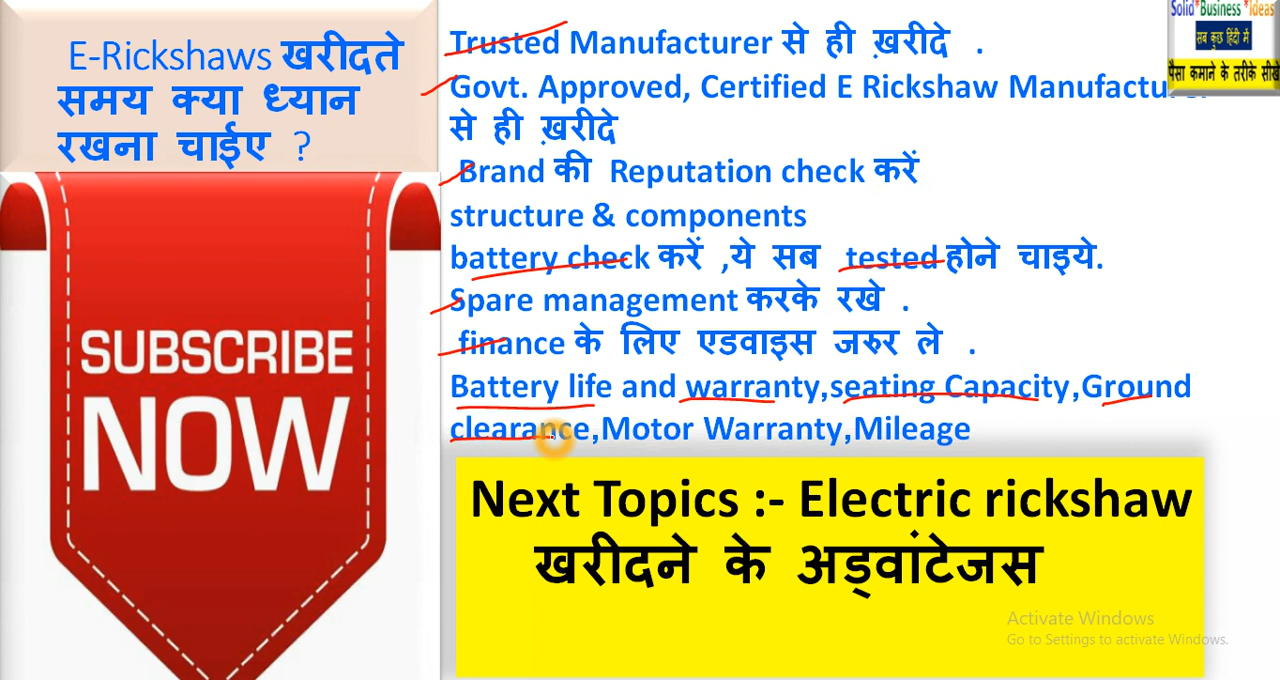 E-Rickshaws खरीदते
समय क्या ध्यान
रखना चाईए ?
SUBSCRIBE
NOW
Trusted Manufacturer से ही ख़रीदे .
Govt. Approved, Certified E Rickshaw
से ही ख़रीदे
Brand की Reputation check करें
structure & components
battery check करें ,ये सब tested होने चाइये.
Spare management करके रखे .
finance के लिए एडवाइस जरुर ले .
Battery life and warranty,seating Capacity,Ground
clearance,Motor Warranty,Mileage
Solid*Business *Ideas
सब कुछ हिंदी में
पैसा कमाने के तरीके सीखे
Next Topics :- Electric rickshaw
खरीदने के अड्वांटेजस
Activate Windows
Go to Settings to activate Windows.